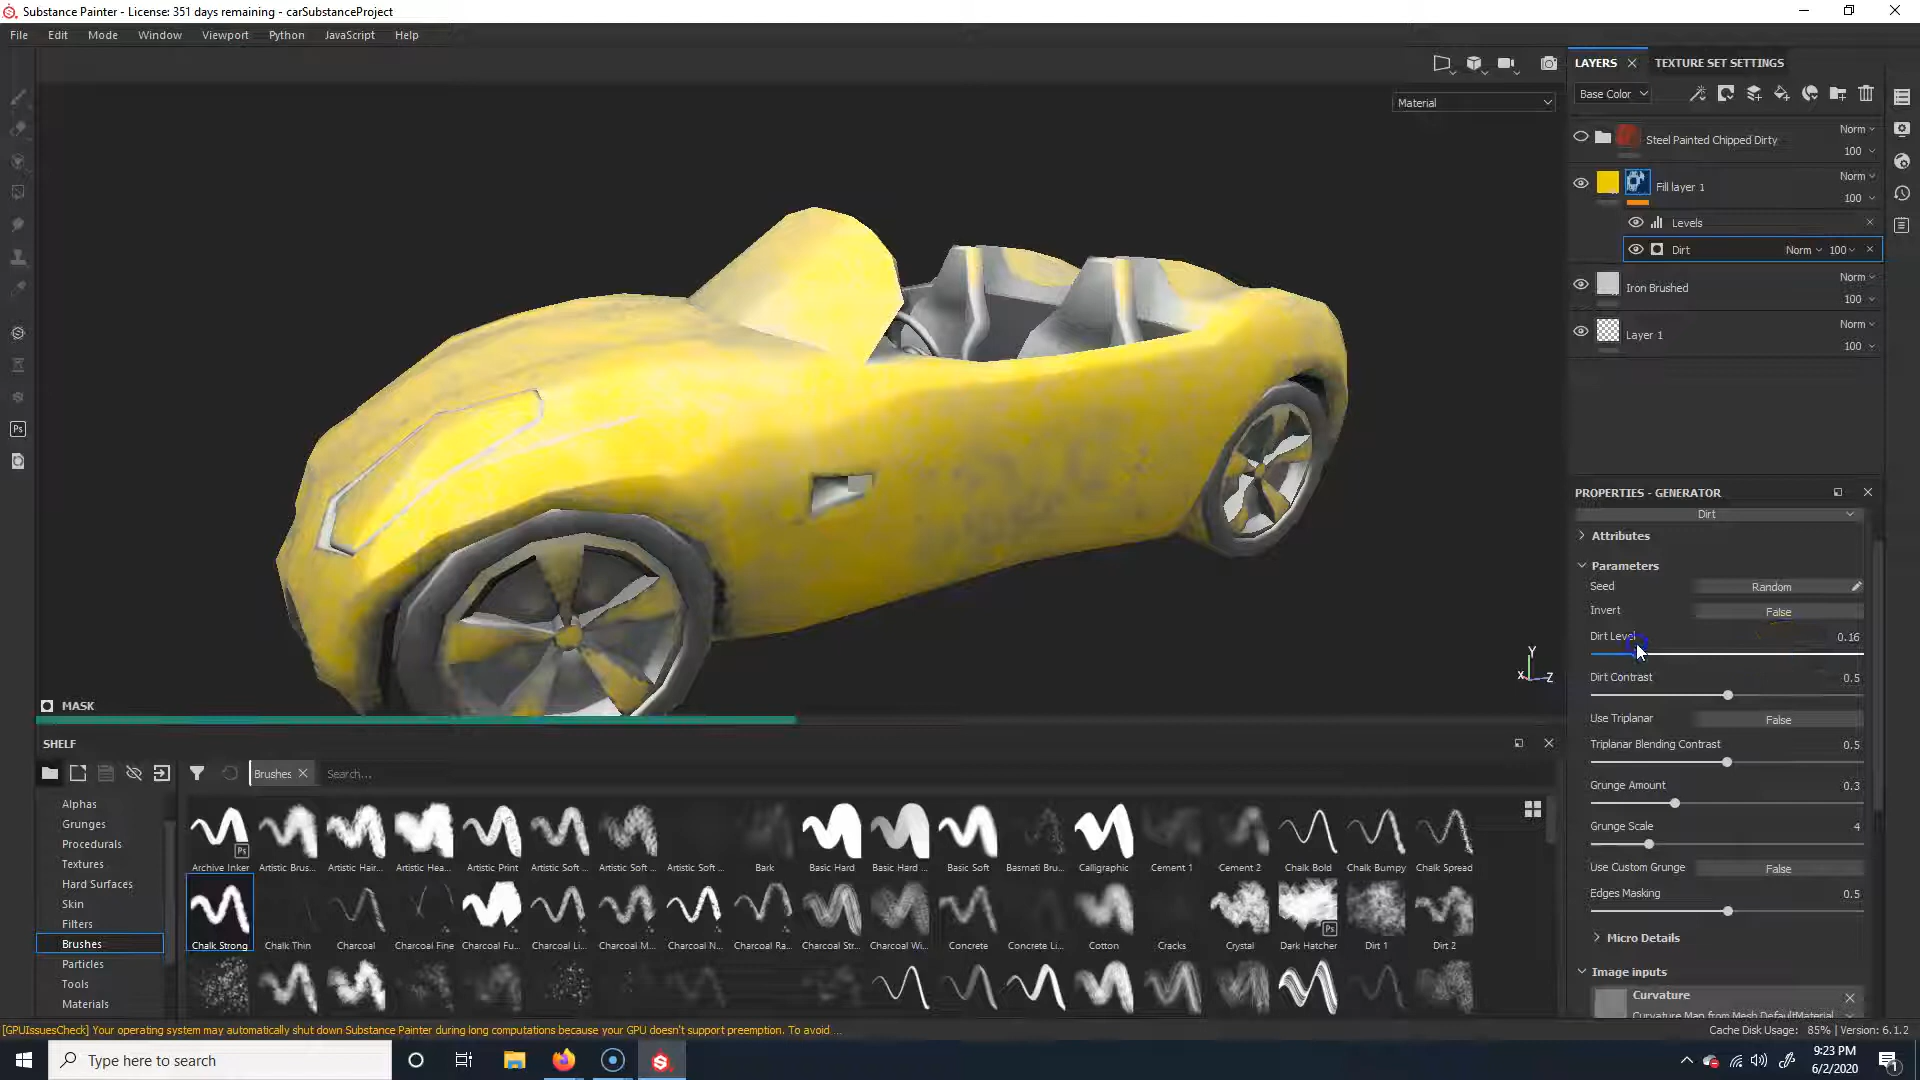 Substance Painter - License: 351 days remaining - carSubstanceProject
File Edit Mode Window Viewport Python JavaScript Help
LAYERS TEXTURE SET SETTINGS
Base Color
Material
Steel Painted Chipped Dirty Norm 100
Fill layer 1 Norm 100
Levels
Dirt Norm 100
Iron Brushed Norm 100
Layer 1 Norm 100
PROPERTIES - GENERATOR
Dirt
Attributes
Parameters
Seed Random
Invert False
Dirt Level 0.16
Dirt Contrast 0.5
Use Triplanar False
Triplanar Blending Contrast 0.5
Grunge Amount 0.3
Grunge Scale 4
Use Custom Grunge False
Edges Masking 0.5
Micro Details
Image inputs
Curvature
Curvature Map from Mesh DefaultMaterial
Y
X Z
MASK
SHELF
Ps
Brushes Search...
Alphas
Grunges
Procedurals
Textures
Hard Surfaces
Skin
Filters
Brushes
Particles
Tools
Materials
Archive Inker Artistic Brus... Artistic Hair... Artistic Hea... Artistic Print Artistic Soft ... Artistic Soft ... Artistic Soft ... Bark Basic Hard Basic Hard ... Basic Soft Basmati Bru... Calligraphic Cement 1 Cement 2 Chalk Bold Chalk Bumpy Chalk Spread
Chalk Strong Chalk Thin Charcoal Charcoal Fine Charcoal Fu... Charcoal Li... Charcoal M... Charcoal N... Charcoal Ra... Charcoal Str... Charcoal Wi... Concrete Concrete Li... Cotton Cracks Crystal Dark Hatcher Dirt 1 Dirt 2
[GPUIssuesCheck] Your operating system may automatically shut down Substance Painter during long computations because your GPU doesn't support preemption. To avoid ...
Cache Disk Usage: 85% | Version: 6.1.2
Type here to search
9:23 PM
6/2/2020
1